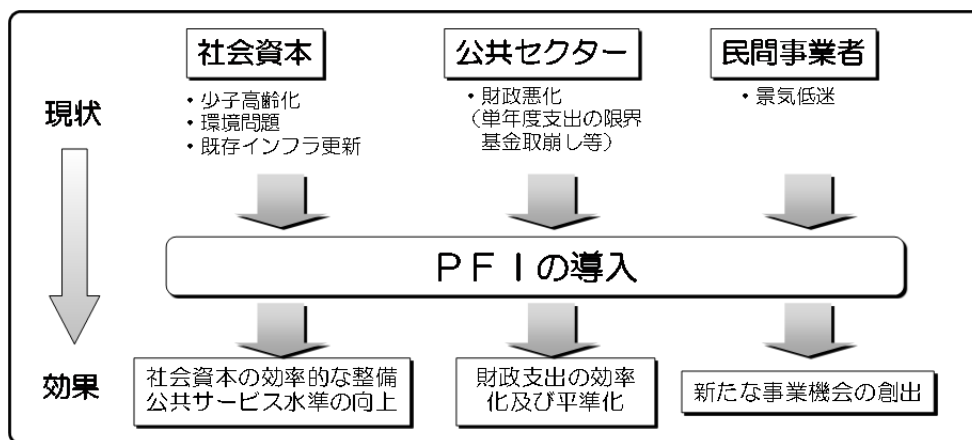 社会資本
公共セクター
民間事業者
現状
・少子高齢化
・環境問題
・既存インフラ更新
・財政悪化
（単年度支出の限界
基金取崩し等）
・景気低迷
ＰＦＩの導入
効果
社会資本の効率的な整備
公共サービス水準の向上
財政支出の効率
化及び平準化
新たな事業機会の創出